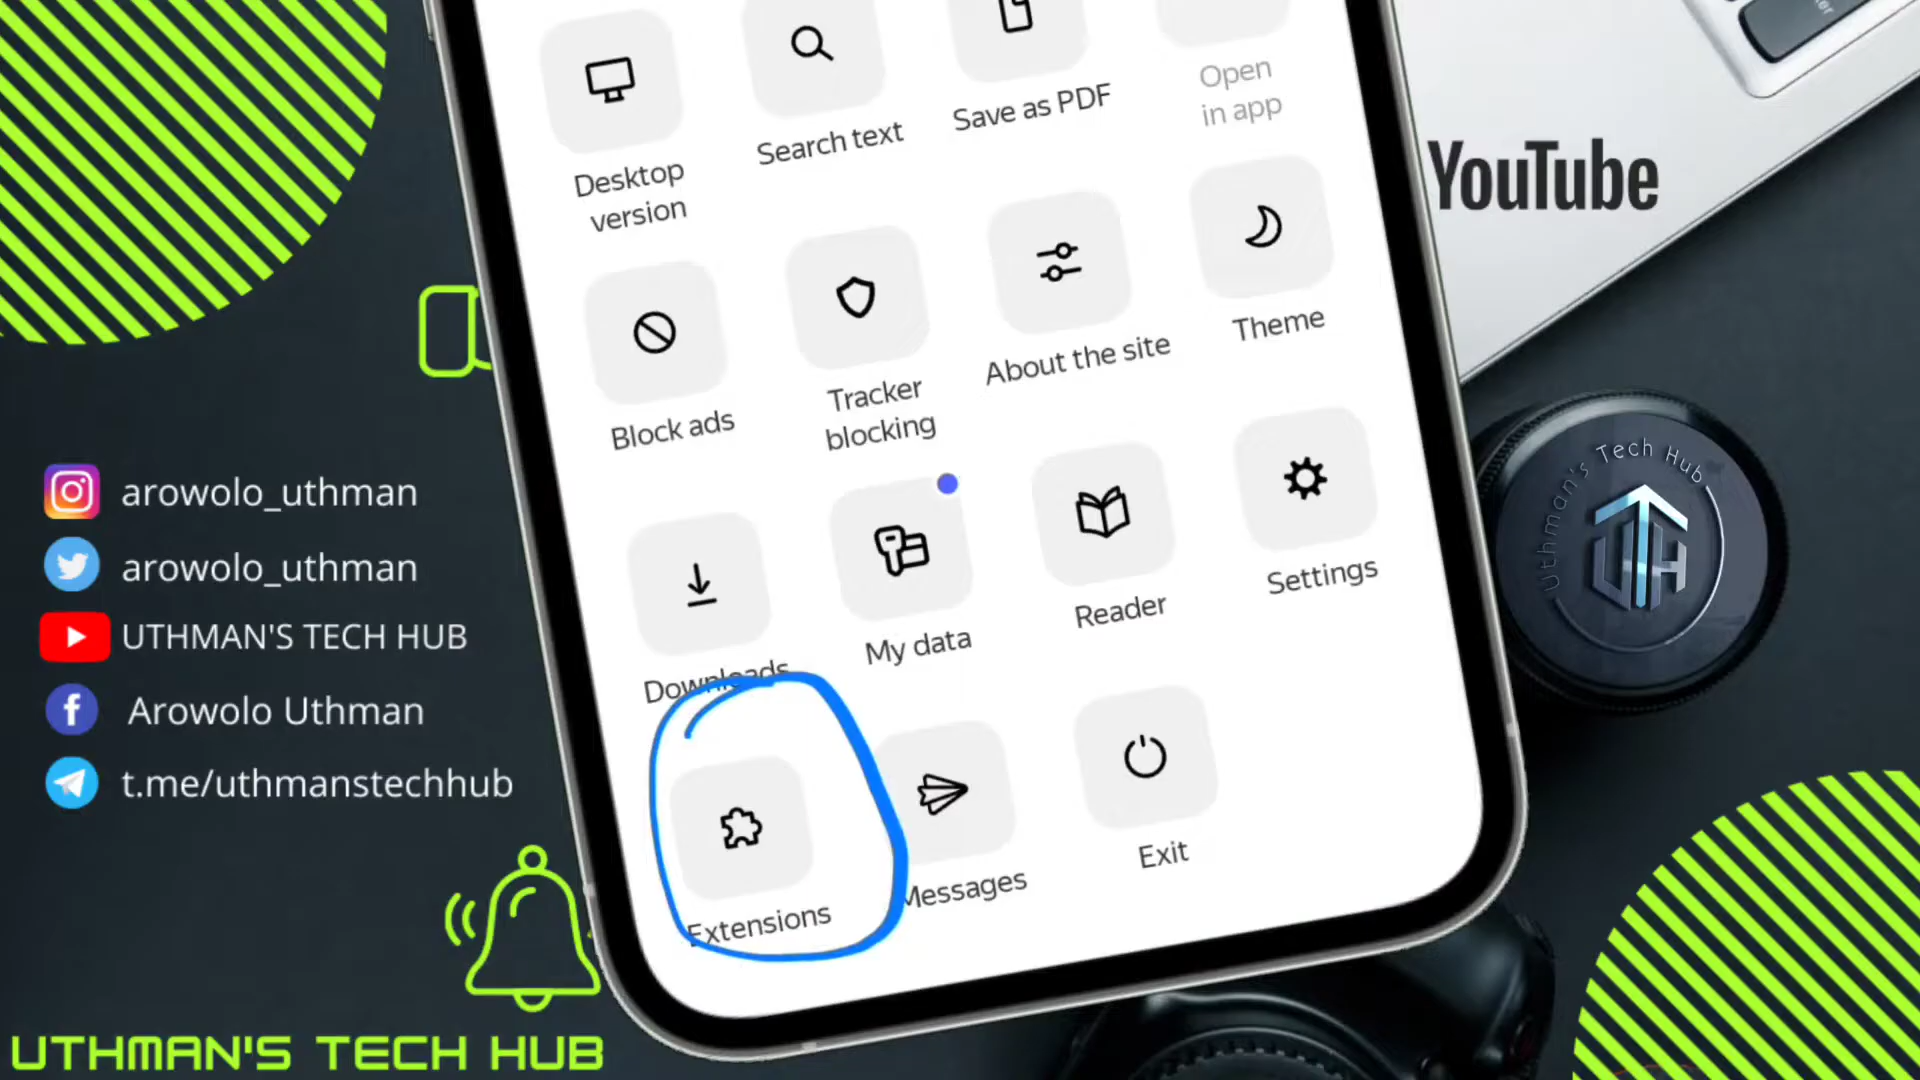 Desktop
version
Search text
Save as PDF
Open
in app
YouTube
Block ads
Tracker
blocking
About the site
Theme
arowolo_uthman
arowolo_uthman
UTHMAN'S TECH HUB
Arowolo Uthman
t.me/uthmanstechhub
Downloads
My data
Reader
Settings
Uthman's Tech Hub
UTH
Extensions
Messages
Exit
UTHMAN'S TECH HUB